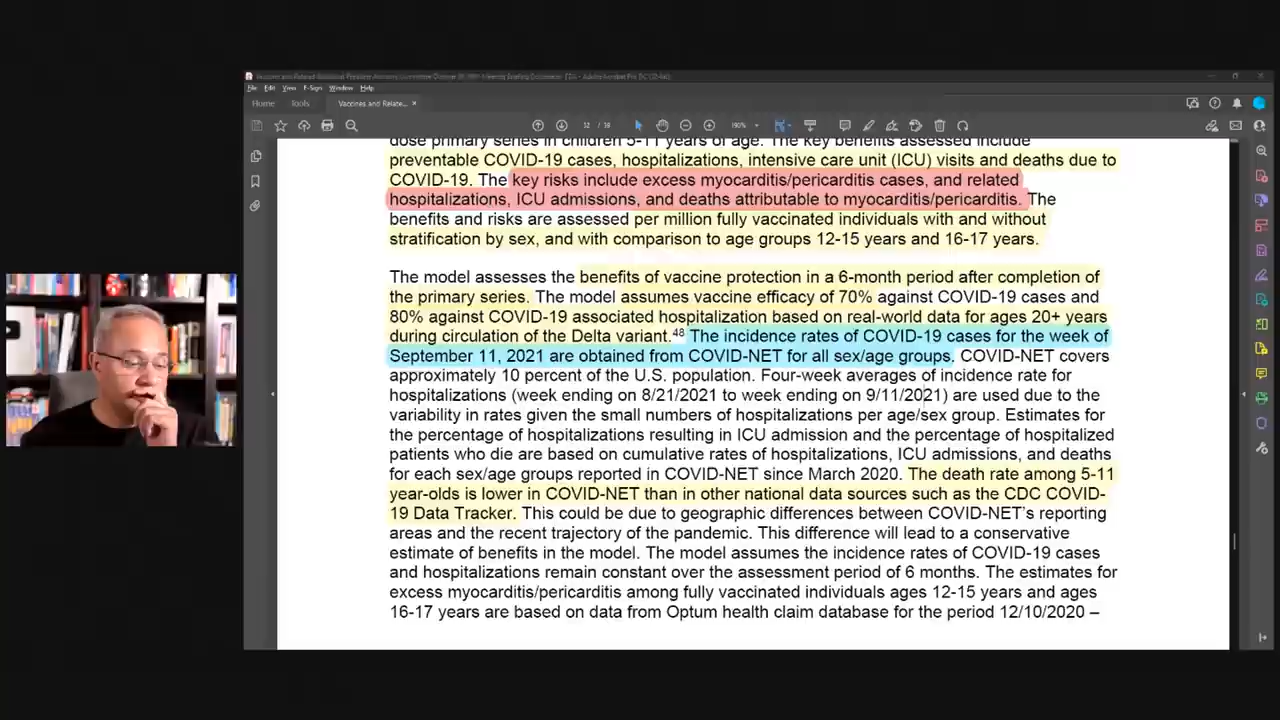 File Edit View E-Sign Window Help
Home Tools Vaccines and Relate... ×
dose primary series in children 5-11 years of age. The key benefits assessed include
preventable COVID-19 cases, hospitalizations, intensive care unit (ICU) visits and deaths due to
COVID-19. The key risks include excess myocarditis/pericarditis cases, and related
hospitalizations, ICU admissions, and deaths attributable to myocarditis/pericarditis. The
benefits and risks are assessed per million fully vaccinated individuals with and without
stratification by sex, and with comparison to age groups 12-15 years and 16-17 years.
The model assesses the benefits of vaccine protection in a 6-month period after completion of
the primary series. The model assumes vaccine efficacy of 70% against COVID-19 cases and
80% against COVID-19 associated hospitalization based on real-world data for ages 20+ years
during circulation of the Delta variant.48 The incidence rates of COVID-19 cases for the week of
September 11, 2021 are obtained from COVID-NET for all sex/age groups. COVID-NET covers
approximately 10 percent of the U.S. population. Four-week averages of incidence rate for
hospitalizations (week ending on 8/21/2021 to week ending on 9/11/2021) are used due to the
variability in rates given the small numbers of hospitalizations per age/sex group. Estimates for
the percentage of hospitalizations resulting in ICU admission and the percentage of hospitalized
patients who die are based on cumulative rates of hospitalizations, ICU admissions, and deaths
for each sex/age groups reported in COVID-NET since March 2020. The death rate among 5-11
year-olds is lower in COVID-NET than in other national data sources such as the CDC COVID-
19 Data Tracker. This could be due to geographic differences between COVID-NET's reporting
areas and the recent trajectory of the pandemic. This difference will lead to a conservative
estimate of benefits in the model. The model assumes the incidence rates of COVID-19 cases
and hospitalizations remain constant over the assessment period of 6 months. The estimates for
excess myocarditis/pericarditis among fully vaccinated individuals ages 12-15 years and ages
16-17 years are based on data from Optum health claim database for the period 12/10/2020 –